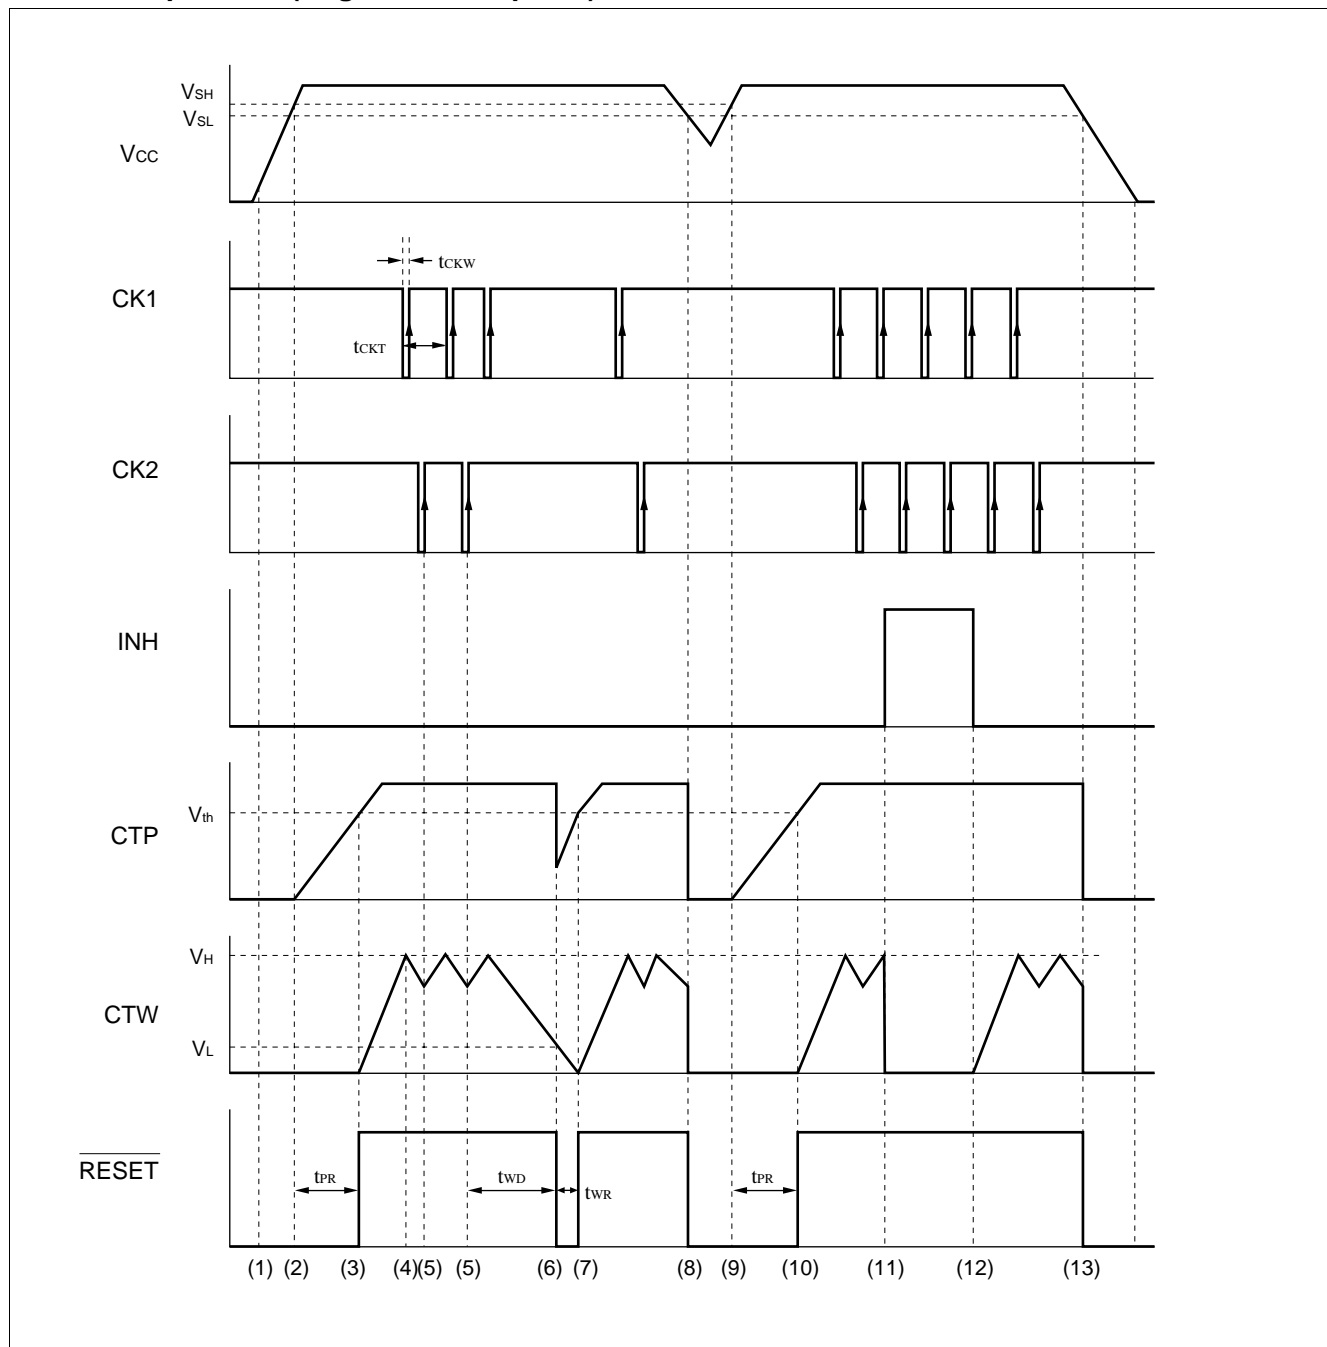 VSH
VSL
VCC
tCKW
CK1
tCKT
CK2
INH
Vth
CTP
VH
CTW
VL
RESET
tPR
tWD
tWR
tPR
(1) (2) (3) (4)(5) (5) (6) (7) (8) (9) (10) (11) (12) (13)